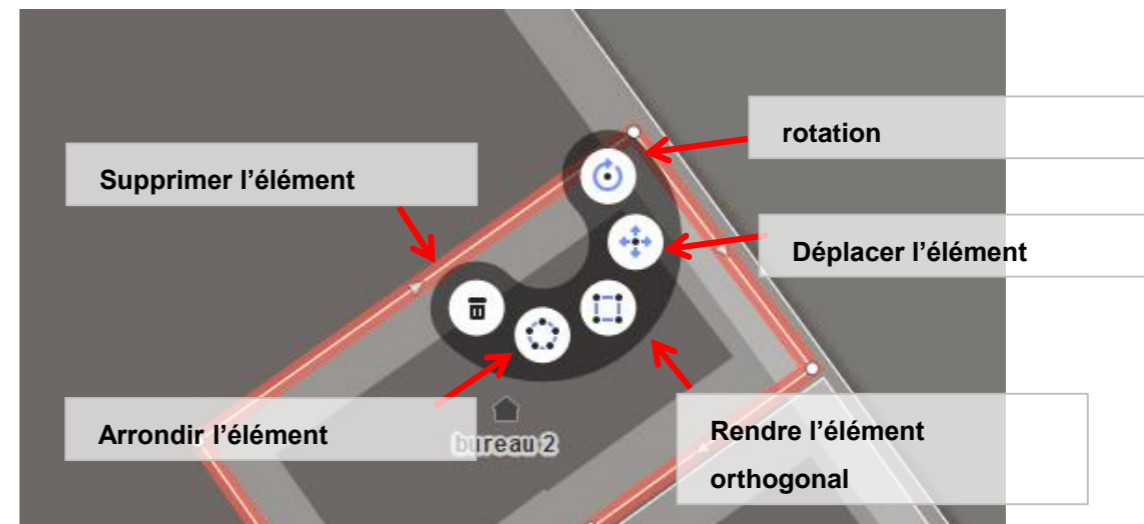 rotation
Supprimer l’élément
Déplacer l’élément
Arrondir l’élément
bureau 2
Rendre l’élément
orthogonal